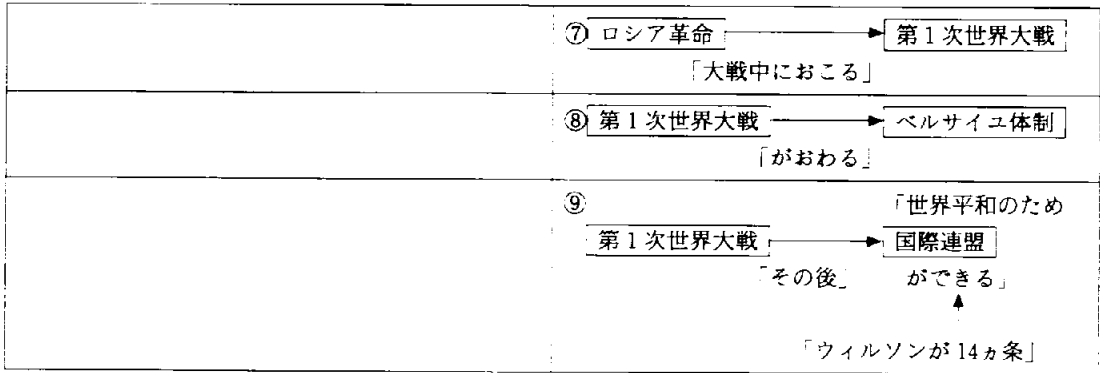 ⑦ ロシア革命 第1次世界大戦
「大戦中におこる」
⑧ 第1次世界大戦 ベルサイユ体制
「がおわる」
⑨ 「世界平和のため
第1次世界大戦 国際連盟
「その後」 ができる」
「ウィルソンが14ヵ条」